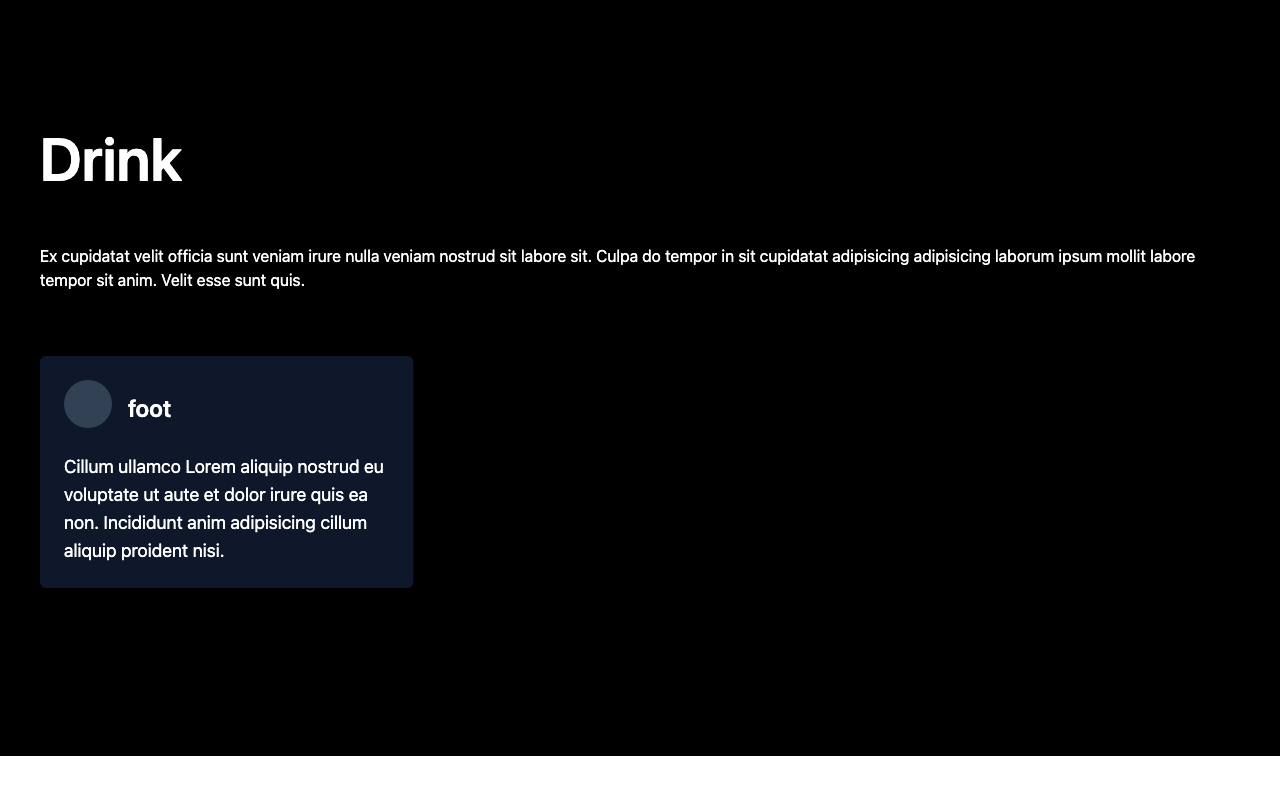 Drink
Ex cupidatat velit officia sunt veniam irure nulla veniam nostrud sit labore sit. Culpa do tempor in sit cupidatat adipisicing adipisicing laborum ipsum mollit labore
tempor sit anim. Velit esse sunt quis.
foot
Cillum ullamco Lorem aliquip nostrud eu
voluptate ut aute et dolor irure quis ea
non. Incididunt anim adipisicing cillum
aliquip proident nisi.